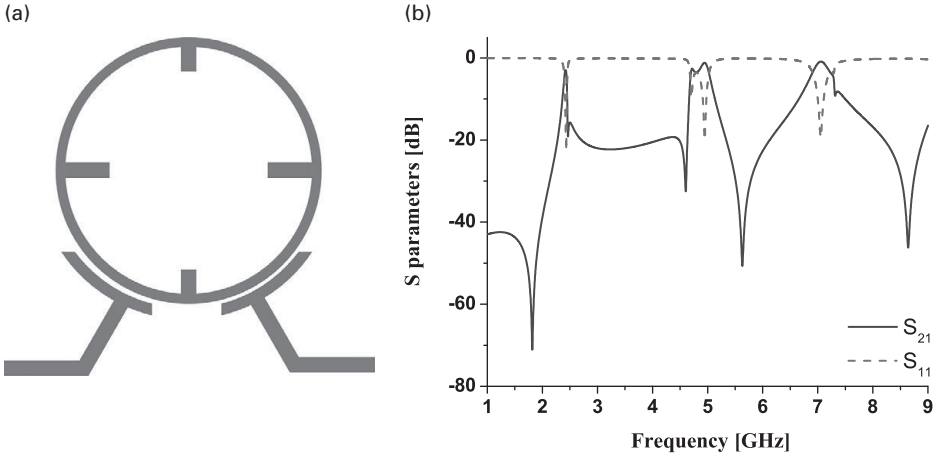 (a)
(b)
0
-20
-40
-60
-80
S parameters [dB]
S21
S11
1 2 3 4 5 6 7 8 9
Frequency [GHz]